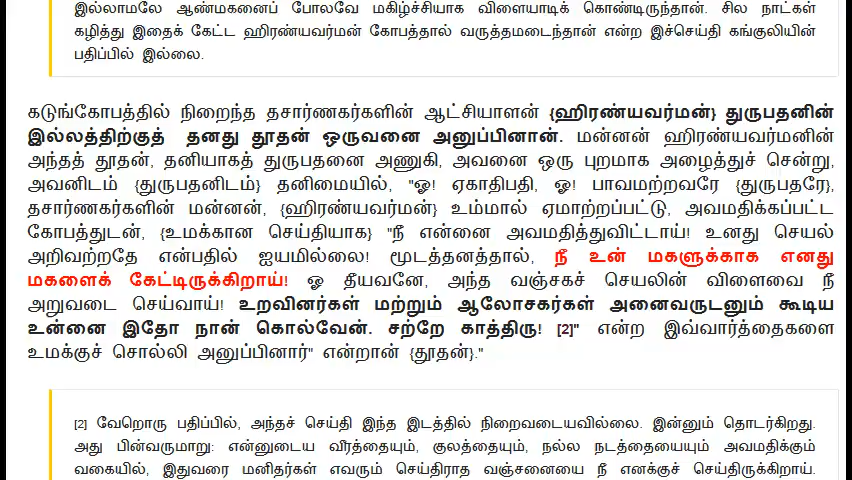 இல்லாமலே ஆண்மகனைப் போலவே மகிழ்ச்சியாக விளையாடிக் கொண்டிருந்தான். சில நாட்கள்
கழித்து இதைக் கேட்ட ஹிரண்யவர்மன் கோபத்தால் வருத்தமடைந்தான் என்ற இச்செய்தி கங்குலியின்
பதிப்பில் இல்லை.
கடுங்கோபத்தில் நிறைந்த தசார்ணகர்களின் ஆட்சியாளன் {ஹிரண்யவர்மன்} துருபதனின்
இல்லத்திற்குத் தனது தூதன் ஒருவனை அனுப்பினான். மன்னன் ஹிரண்யவர்மனின்
அந்தத் தூதன், தனியாகத் துருபதனை அணுகி, அவனை ஒரு புறமாக அழைத்துச் சென்று,
அவனிடம் {துருபதனிடம்} தனிமையில், "ஓ! ஏகாதிபதி, ஓ! பாவமற்றவரே {துருபதரே},
தசார்ணகர்களின் மன்னன், {ஹிரண்யவர்மன்} உம்மால் ஏமாற்றப்பட்டு, அவமதிக்கப்பட்ட
கோபத்துடன், {உமக்கான செய்தியாக} "நீ என்னை அவமதித்துவிட்டாய்! உனது செயல்
அறிவற்றதே என்பதில் ஐயமில்லை! மூடத்தனத்தால், நீ உன் மகளுக்காக எனது
மகளைக் கேட்டிருக்கிறாய்! ஓ தீயவனே, அந்த வஞ்சகச் செயலின் விளைவை நீ
அறுவடை செய்வாய்! உறவினர்கள் மற்றும் ஆலோசகர்கள் அனைவருடனும் கூடிய
உன்னை இதோ நான் கொல்வேன். சற்றே காத்திரு! [2]" என்ற இவ்வார்த்தைகளை
உமக்குச் சொல்லி அனுப்பினார்" என்றான் {தூதன்}."
[2] வேறொரு பதிப்பில், அந்தச் செய்தி இந்த இடத்தில் நிறைவடையவில்லை. இன்னும் தொடர்கிறது.
அது பின்வருமாறு: என்னுடைய வீரத்தையும், குலத்தையும், நல்ல நடத்தையையும் அவமதிக்கும்
வகையில், இதுவரை மனிதர்கள் எவரும் செய்திராத வஞ்சனையை நீ எனக்குச் செய்திருக்கிறாய்.